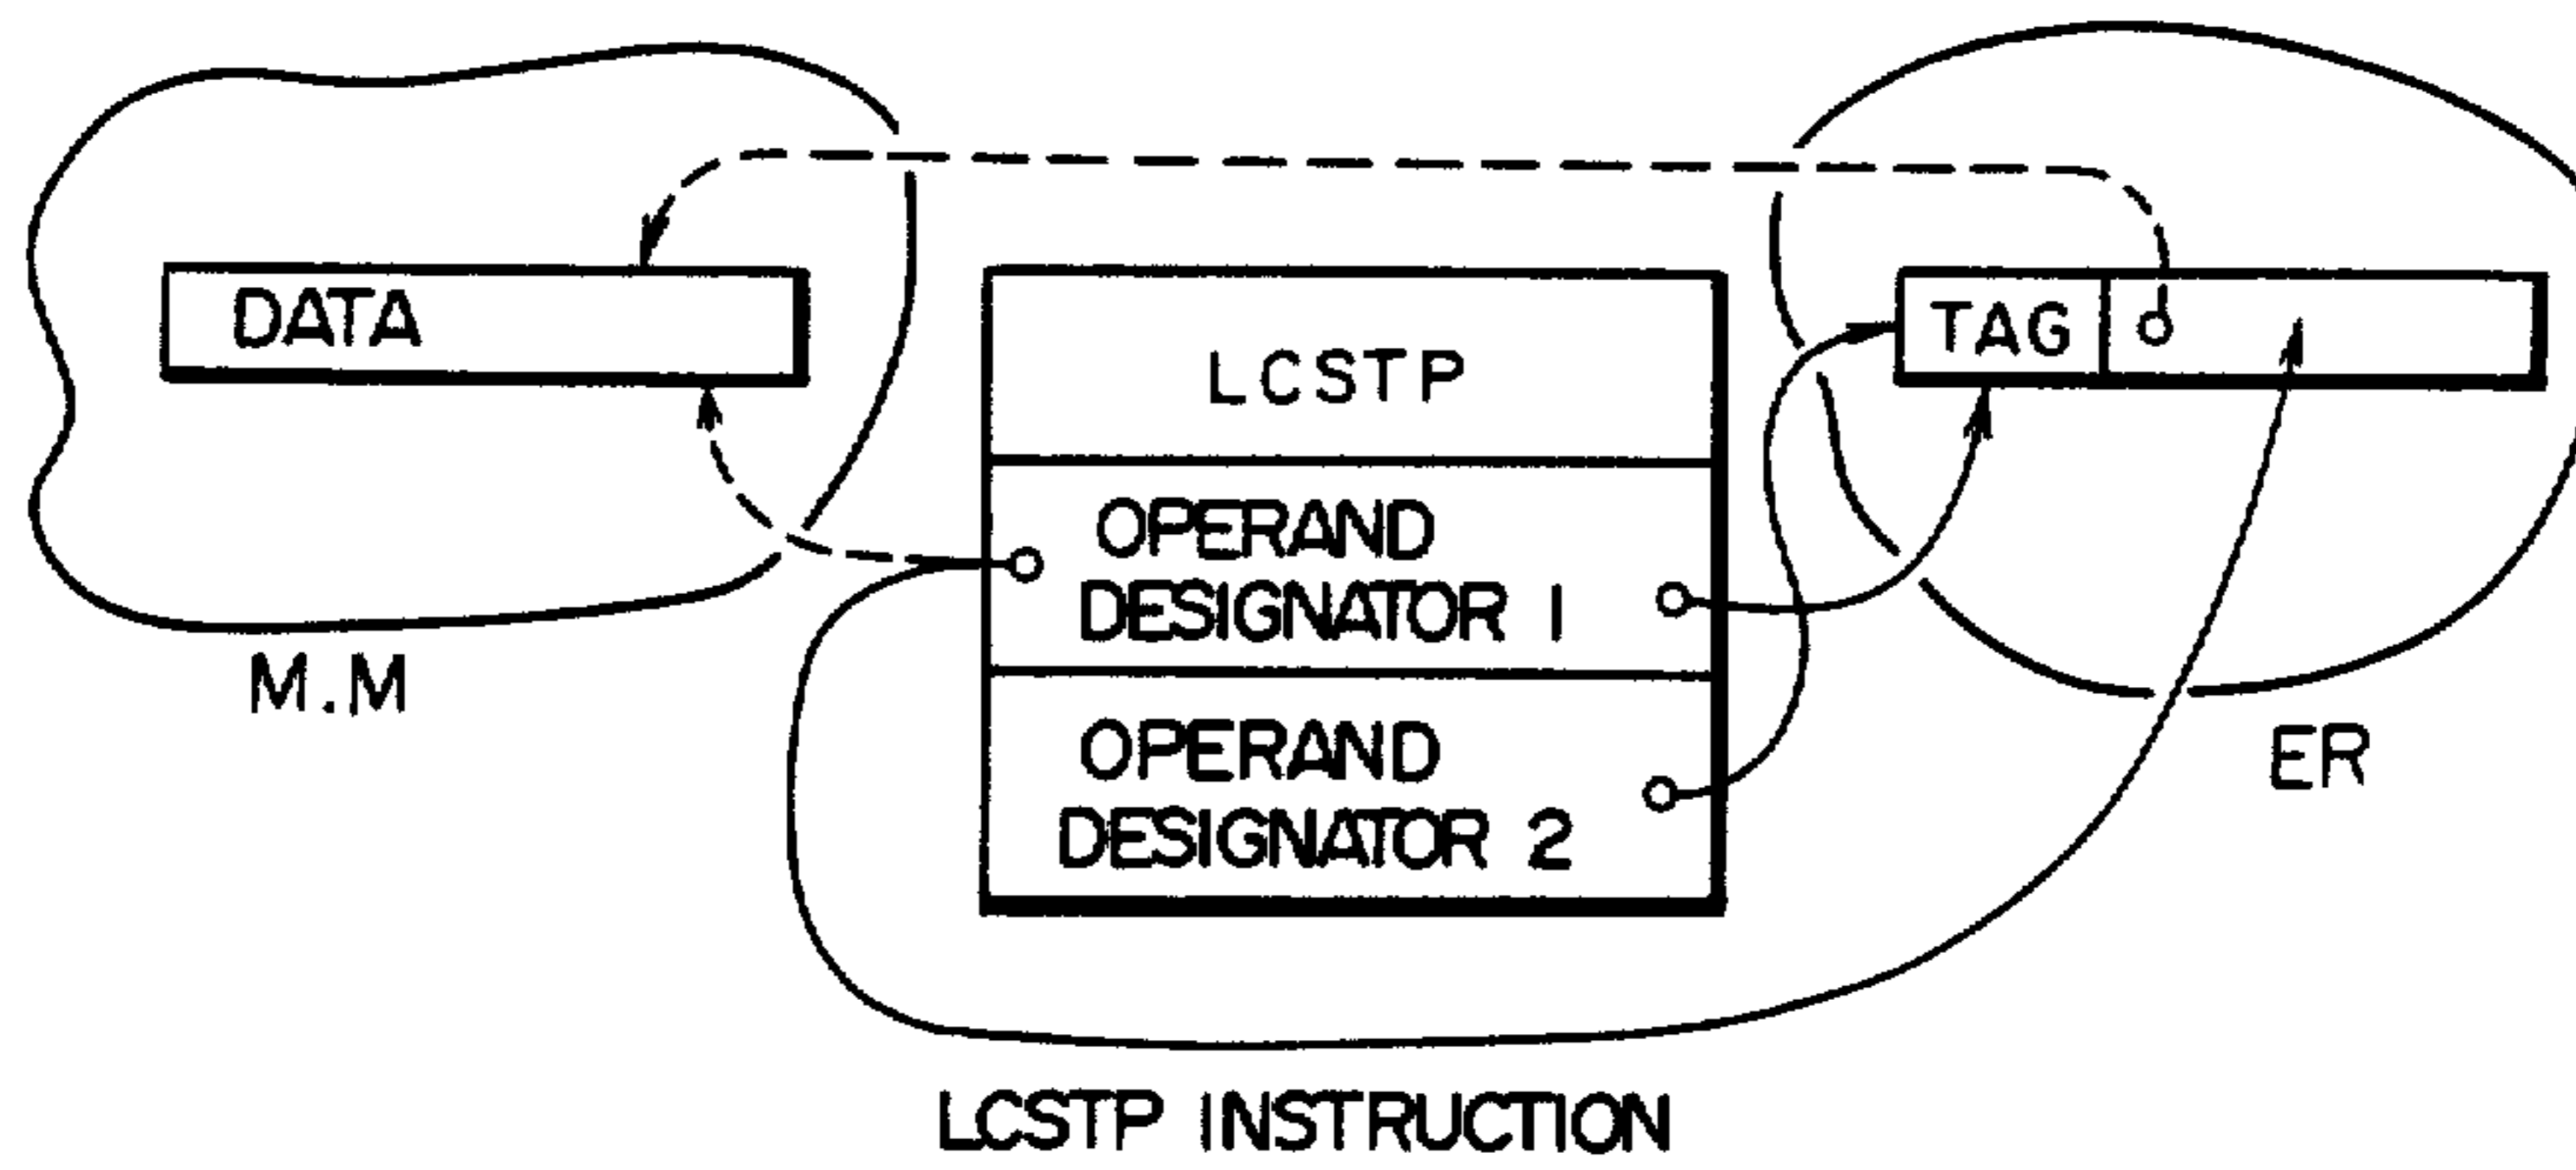 DATA
M.M
LCSTP
OPERAND
DESIGNATOR 1
OPERAND
DESIGNATOR 2
TAG
ER
LCSTP INSTRUCTION